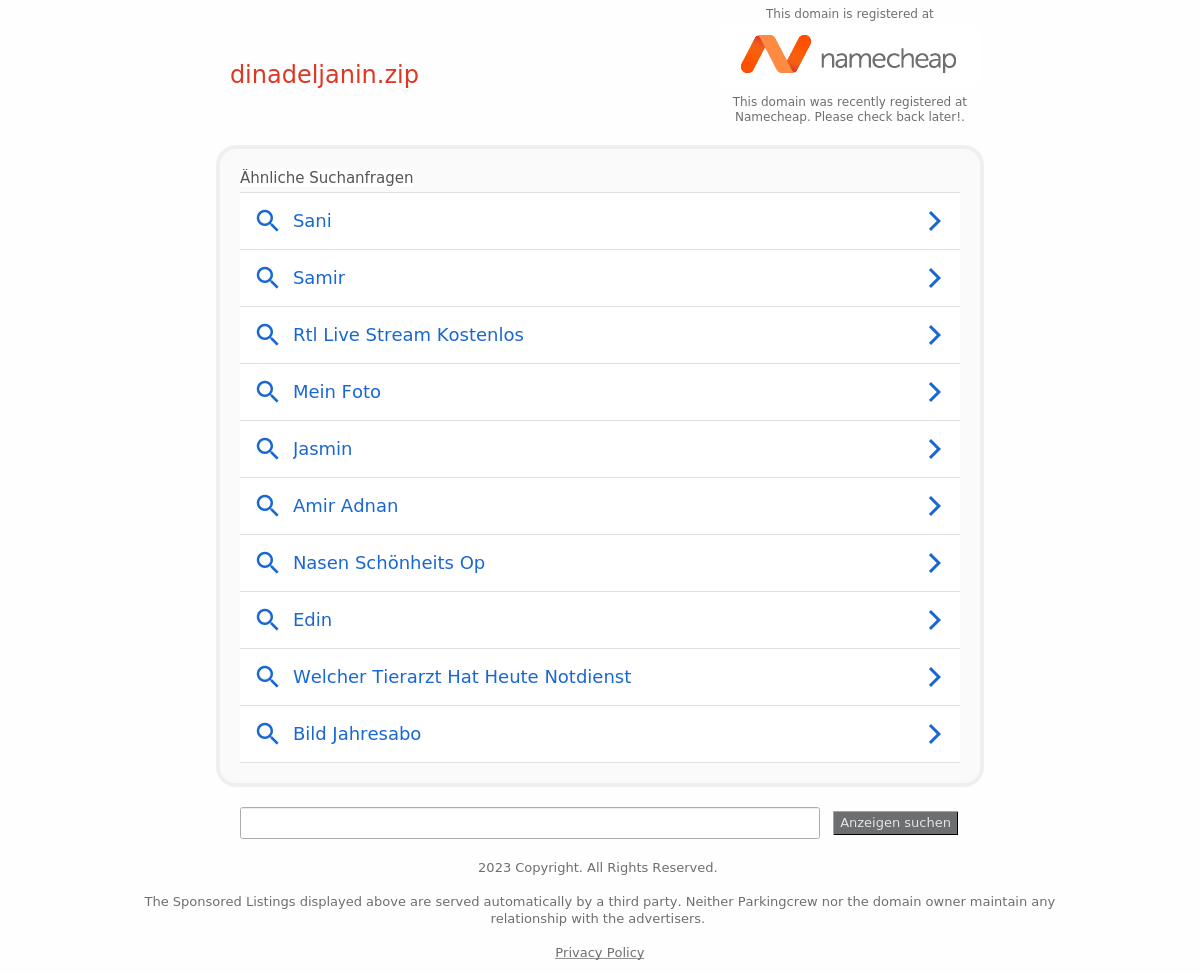 This domain is registered at
namecheap
dinadeljanin.zip
This domain was recently registered at
Namecheap. Please check back later!.
Ähnliche Suchanfragen
Sani
Samir
Rtl Live Stream Kostenlos
Mein Foto
Jasmin
Amir Adnan
Nasen Schönheits Op
Edin
Welcher Tierarzt Hat Heute Notdienst
Bild Jahresabo
Anzeigen suchen
2023 Copyright. All Rights Reserved.
The Sponsored Listings displayed above are served automatically by a third party. Neither Parkingcrew nor the domain owner maintain any
relationship with the advertisers.
Privacy Policy